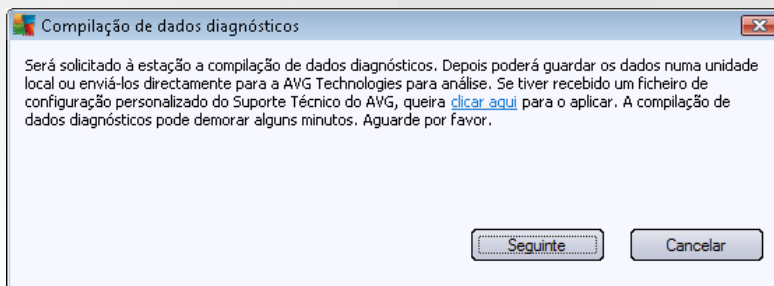 Compilação de dados diagnósticos
Será solicitado à estação a compilação de dados diagnósticos. Depois poderá guardar os dados numa unidade
local ou enviá-los directamente para a AVG Technologies para análise. Se tiver recebido um ficheiro de
configuração personalizado do Suporte Técnico do AVG, queira clicar aqui para o aplicar. A compilação de
dados diagnósticos pode demorar alguns minutos. Aguarde por favor.
Seguinte
Cancelar